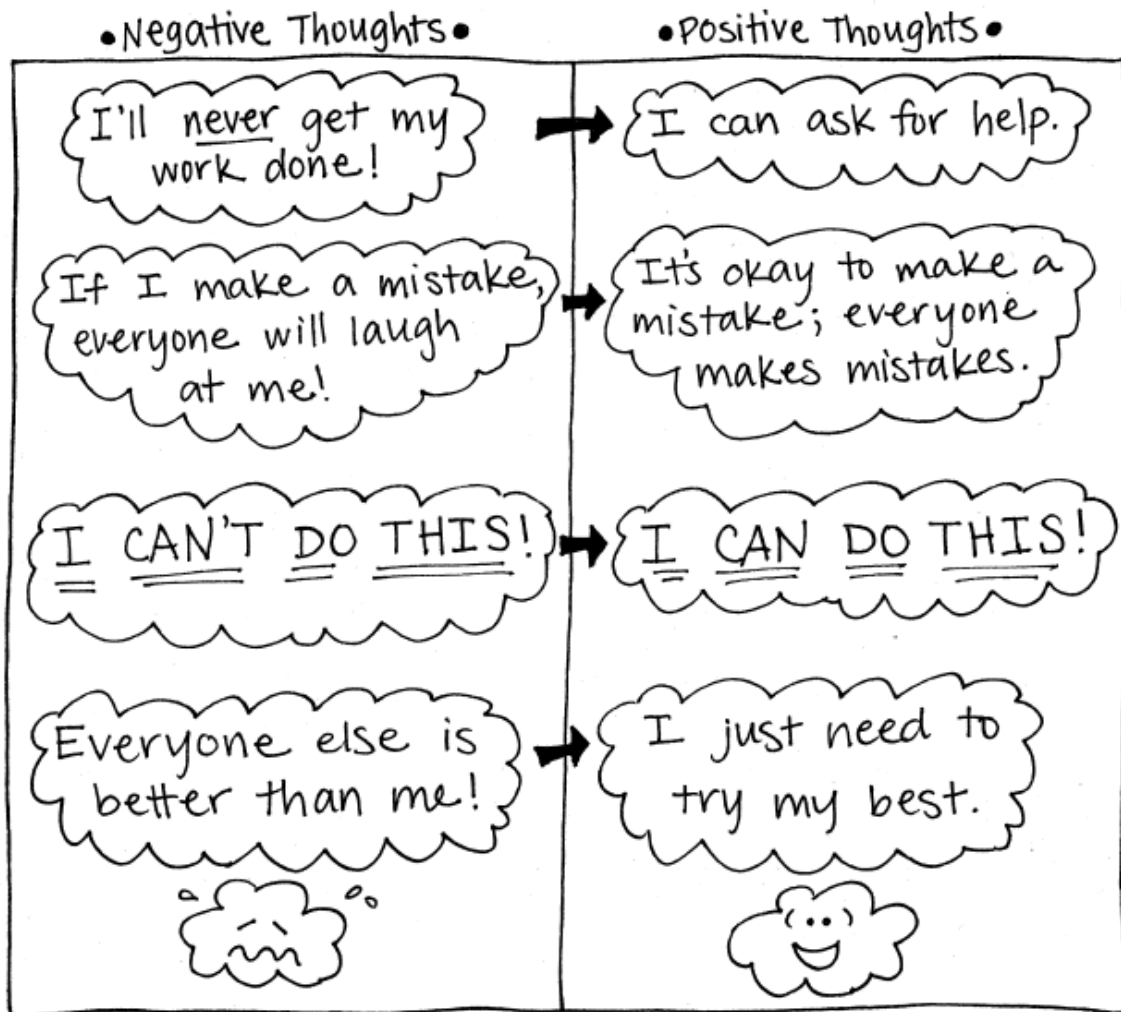 •Negative Thoughts•
•Positive Thoughts•
I'll never get my
work done!
I can ask for help.
If I make a mistake,
everyone will laugh
at me!
It's okay to make a
mistake; everyone
makes mistakes.
I CAN'T DO THIS!
I CAN DO THIS!
Everyone else is
better than me!
I just need to
try my best.